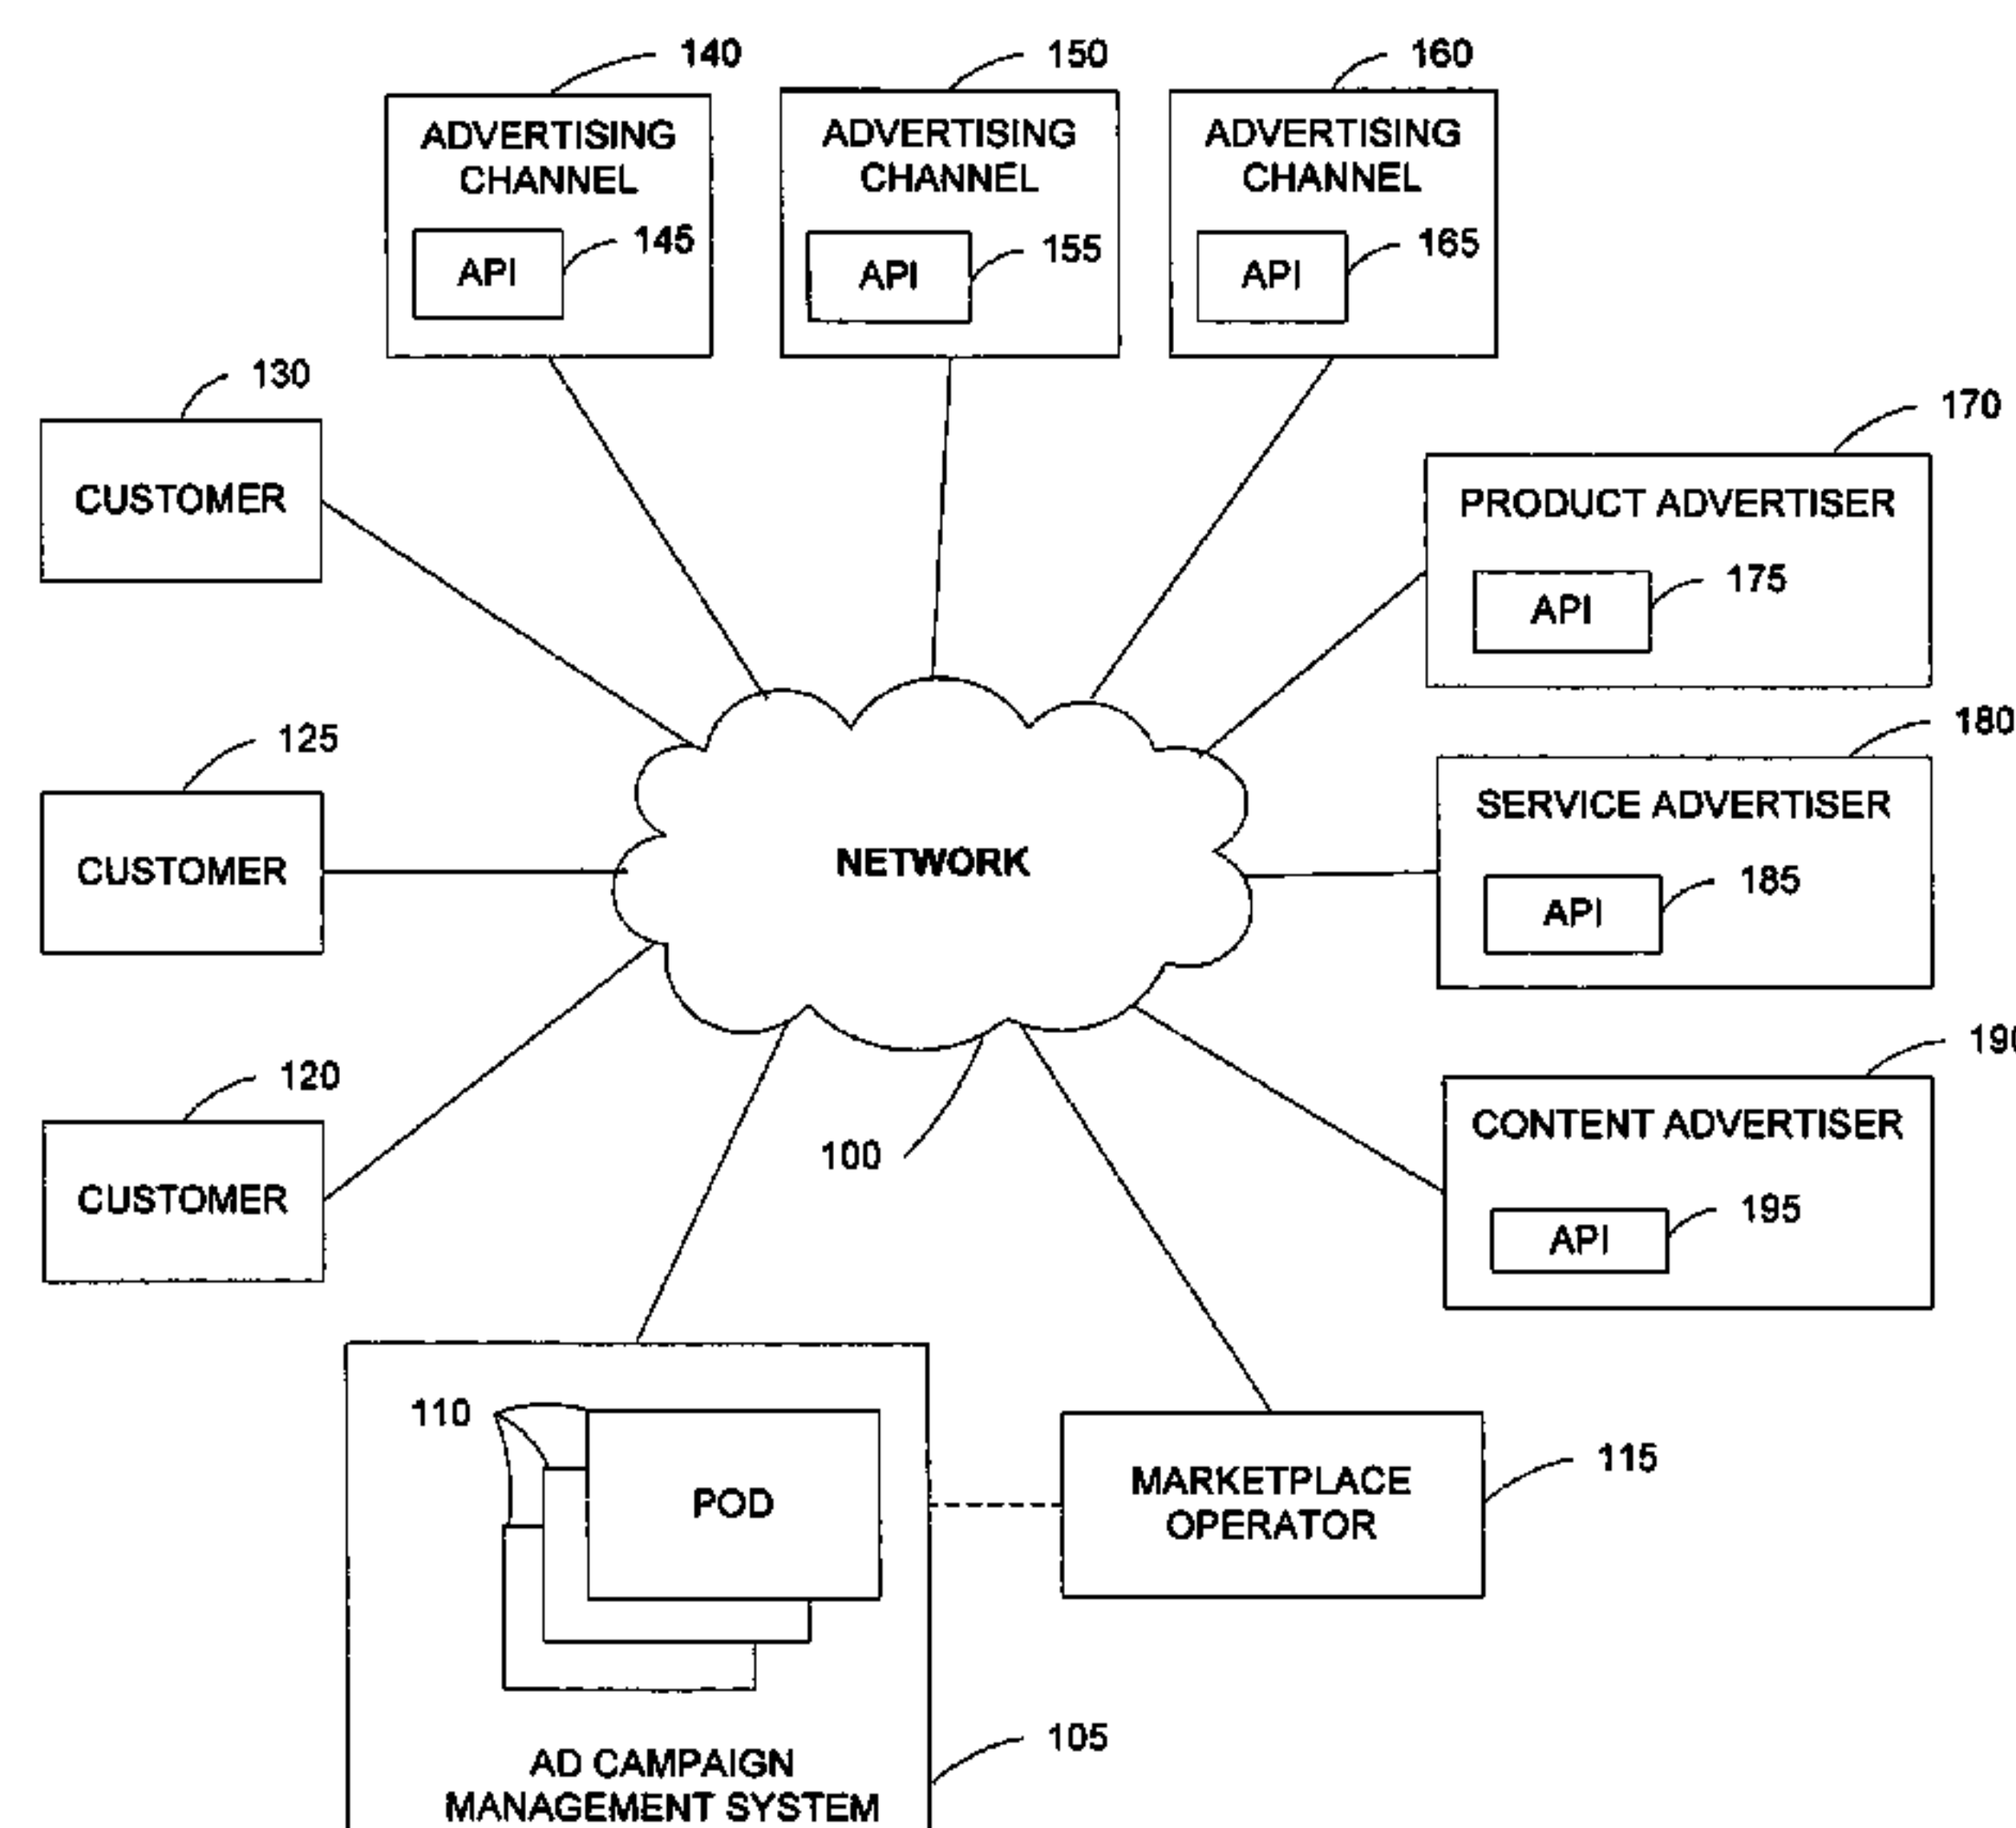 140
150
160
ADVERTISING
CHANNEL
ADVERTISING
CHANNEL
ADVERTISING
CHANNEL
API
145
API
155
API
165
130
CUSTOMER
170
PRODUCT ADVERTISER
API
175
125
CUSTOMER
NETWORK
180
SERVICE ADVERTISER
API
185
120
CUSTOMER
100
190
CONTENT ADVERTISER
API
195
110
POD
MARKETPLACE
OPERATOR
115
AD CAMPAIGN
MANAGEMENT SYSTEM
105